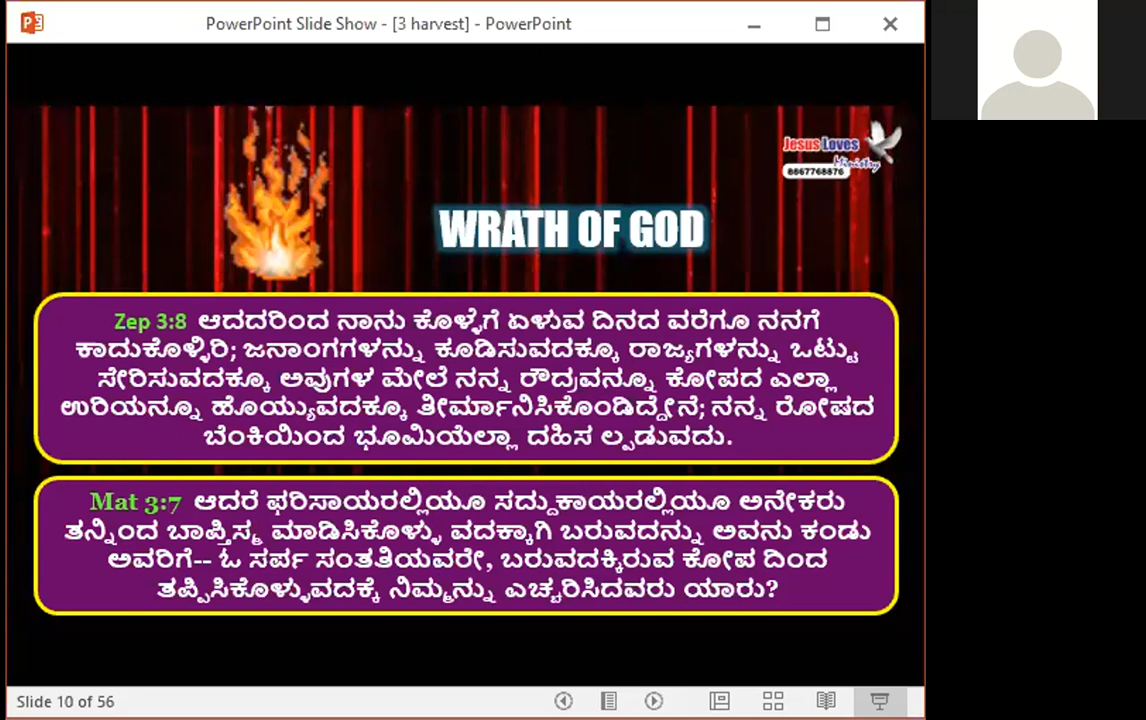 PowerPoint Slide Show - [3 harvest] - PowerPoint
Jesus Loves
Ministry
8867768876
WRATH OF GOD
Zep 3:8 ಆದದರಿಂದ ನಾನು ಕೊಳ್ಳೆಗೆ ಏಳುವ ದಿನದ ವರೆಗೂ ನನಗೆ
ಕಾದುಕೊಳ್ಳಿರಿ; ಜನಾಂಗಗಳನ್ನು ಕೂಡಿಸುವದಕ್ಕೂ ರಾಜ್ಯಗಳನ್ನು ಒಟ್ಟು
ಸೇರಿಸುವದಕ್ಕೂ ಅವುಗಳ ಮೇಲೆ ನನ್ನ ರೌದ್ರವನ್ನೂ ಕೋಪದ ಎಲ್ಲಾ
ಉರಿಯನ್ನೂ ಹೊಯ್ಯುವದಕ್ಕೂ ತೀರ್ಮಾನಿಸಿಕೊಂಡಿದ್ದೇನೆ; ನನ್ನ ರೋಷದ
ಬೆಂಕಿಯಿಂದ ಭೂಮಿಯೆಲ್ಲಾ ದಹಿಸ ಲ್ಪಡುವದು.
Mat 3:7 ಆದರೆ ಫರಿಸಾಯರಲ್ಲಿಯೂ ಸದ್ದುಕಾಯರಲ್ಲಿಯೂ ಅನೇಕರು
ತನ್ನಿಂದ ಬಾಪ್ತಿಸ್ಮ ಮಾಡಿಸಿಕೊಳ್ಳು ವದಕ್ಕಾಗಿ ಬರುವದನ್ನು ಅವನು ಕಂಡು
ಅವರಿಗೆ-- ಓ ಸರ್ಪ ಸಂತತಿಯವರೇ, ಬರುವದಕ್ಕಿರುವ ಕೋಪ ದಿಂದ
ತಪ್ಪಿಸಿಕೊಳ್ಳುವದಕ್ಕೆ ನಿಮ್ಮನ್ನು ಎಚ್ಚರಿಸಿದವರು ಯಾರು?
Slide 10 of 56